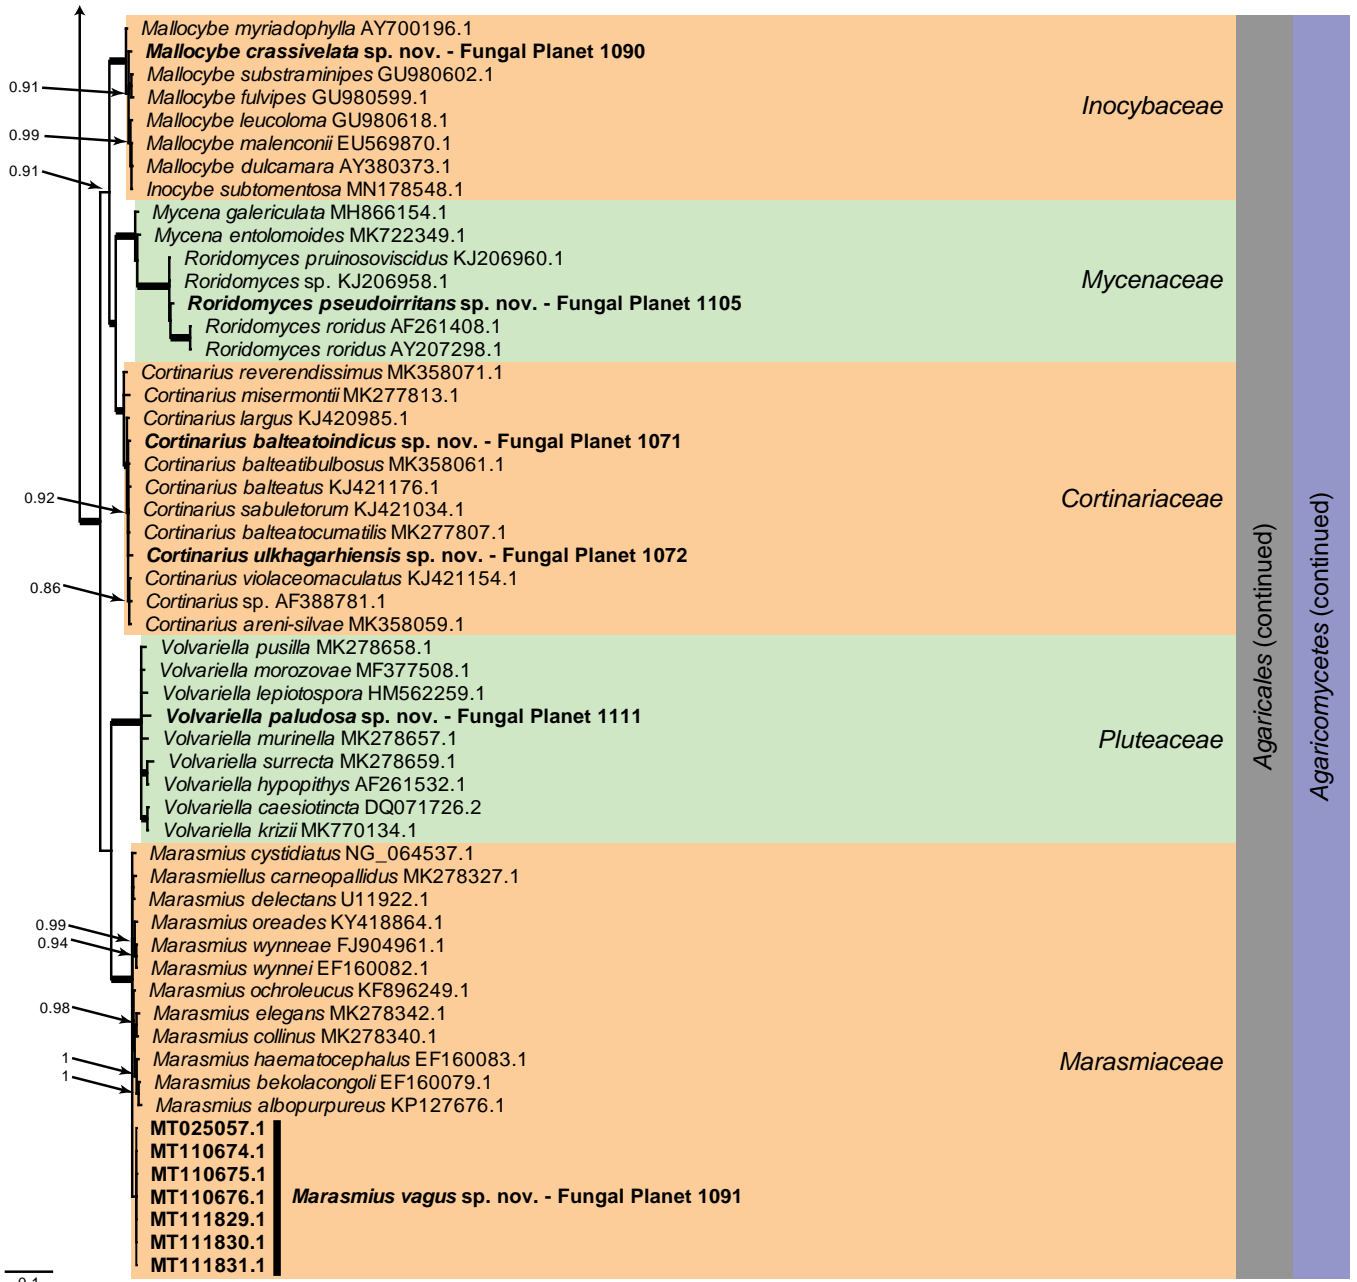 Mallocybe myriadophylla AY700196.1
Mallocybe crassivelata sp. nov. - Fungal Planet 1090
Mallocybe substraminipes GU980602.1
0.91
Mallocybe fulvipes GU980599.1
Inocybaceae
Mallocybe leucoloma GU980618.1
0.99
Mallocybe malenconii EU569870.1
Mallocybe dulcamara AY380373.1
0.91
Inocybe subtomentosa MN178548.1
Mycena galericulata MH866154.1
Mycena entolomoides MK722349.1
Roridomyces pruinosoviscidus KJ206960.1
Roridomyces sp. KJ206958.1
Mycenaceae
Roridomyces pseudoirritans sp. nov. - Fungal Planet 1105
Roridomyces roridus AF261408.1
Roridomyces roridus AY207298.1
Cortinarius reverendissimus MK358071.1
Cortinarius misermontii MK277813.1
Cortinarius largus KJ420985.1
Cortinarius balteatoindicus sp. nov. - Fungal Planet 1071
Cortinarius balteatibulbosus MK358061.1
Cortinarius balteatus KJ421176.1
0.92
Cortinariaceae
Cortinarius sabuletorum KJ421034.1
Cortinarius balteatocumatilis MK277807.1
Cortinarius ulkhagarhiensis sp. nov. - Fungal Planet 1072
Cortinarius violaceomaculatus KJ421154.1
0.86
Cortinarius sp. AF388781.1
Cortinarius areni-silvae MK358059.1
Volvariella pusilla MK278658.1
Volvariella morozovae MF377508.1
Volvariella lepiotospora HM562259.1
Volvariella paludosa sp. nov. - Fungal Planet 1111
Volvariella murinella MK278657.1
Pluteaceae
Volvariella surrecta MK278659.1
Volvariella hypopithys AF261532.1
Volvariella caesiotincta DQ071726.2
Volvariella krizii MK770134.1
Marasmius cystidiatus NG_064537.1
Marasmiellus carneopallidus MK278327.1
Marasmius delectans U11922.1
Marasmius oreades KY418864.1
0.99
0.94
Marasmius wynneae FJ904961.1
Marasmius wynnei EF160082.1
Marasmius ochroleucus KF896249.1
0.98
Marasmius elegans MK278342.1
Marasmius collinus MK278340.1
1
Marasmius haematocephalus EF160083.1
Marasmiaceae
1
Marasmius bekolacongoli EF160079.1
Marasmius albopurpureus KP127676.1
MT025057.1
MT110674.1
MT110675.1
MT110676.1
Marasmius vagus sp. nov. - Fungal Planet 1091
MT111829.1
MT111830.1
MT111831.1
Agaricales (continued)
Agaricomycetes (continued)
0.1